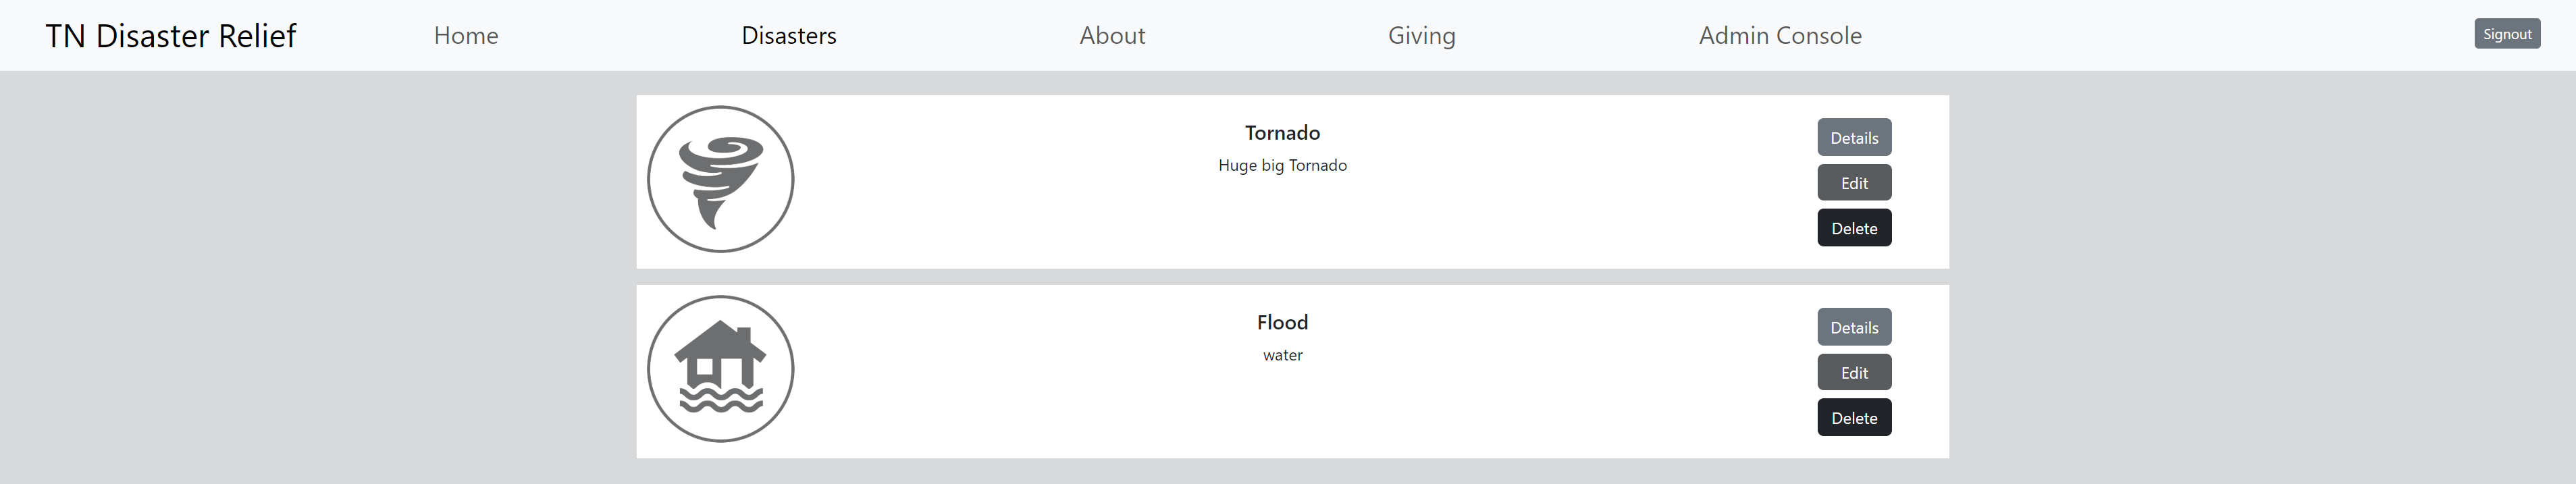 TN Disaster Relief Home Disasters About Giving Admin Console Signout
Tornado
Huge big Tornado
Details
Edit
Delete
Flood
water
Details
Edit
Delete